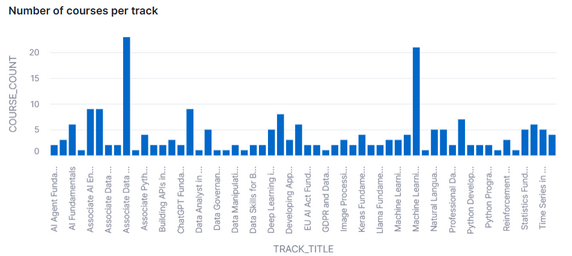 Number of courses per track
COURSE_COUNT
20
15
10
5
0
AI Agent Funda...
AI Fundamentals
Associate AI En...
Associate Data ...
Associate Data ...
Associate Pyth...
Building APIs in...
ChatGPT Funda...
Data Analyst in ...
Data Governan...
Data Manipulati...
Data Skills for B...
Deep Learning i...
Developing App...
EU AI Act Fund...
GDPR and Data...
Image Processi...
Keras Fundame...
Llama Fundame...
Machine Learni...
Machine Learni...
Natural Langua...
Professional Da...
Python Develop...
Python Progra...
Reinforcement ...
Statistics Fund...
Time Series in ...
TRACK_TITLE